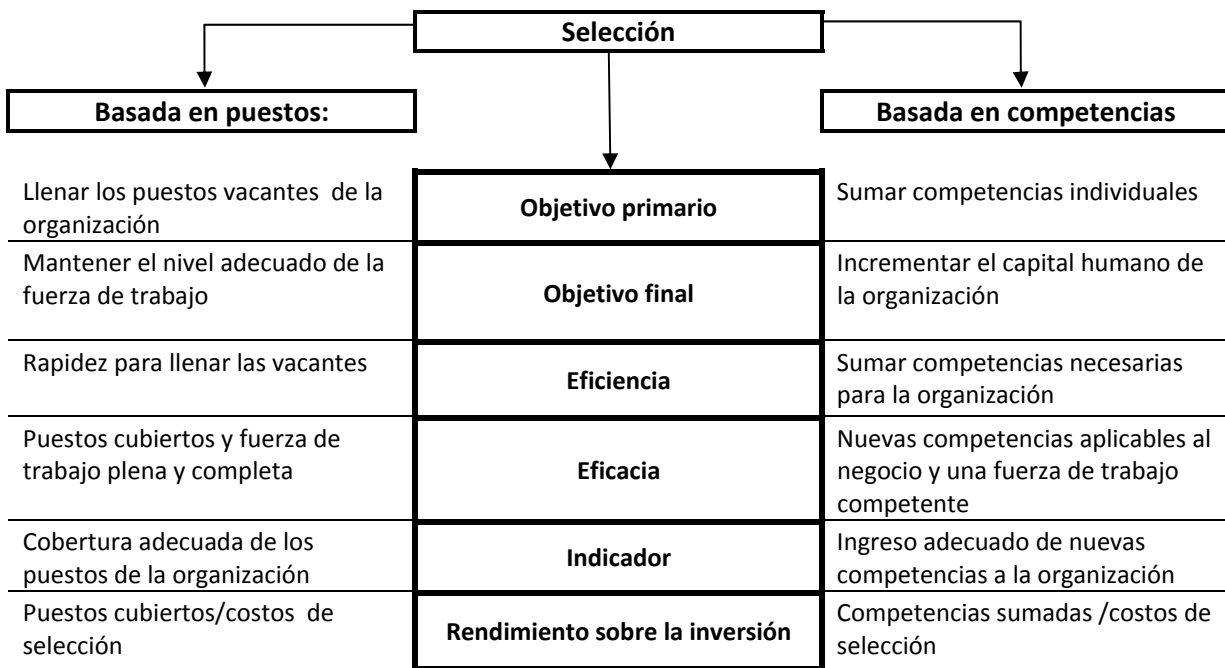 Selección
Basada en puestos:
Basada en competencias
Llenar los puestos vacantes de la
organización
Objetivo primario
Sumar competencias individuales
Mantener el nivel adecuado de la
fuerza de trabajo
Objetivo final
Incrementar el capital humano de
la organización
Rapidez para llenar las vacantes
Eficiencia
Sumar competencias necesarias
para la organización
Puestos cubiertos y fuerza de
trabajo plena y completa
Eficacia
Nuevas competencias aplicables al
negocio y una fuerza de trabajo
competente
Cobertura adecuada de los
puestos de la organización
Indicador
Ingreso adecuado de nuevas
competencias a la organización
Puestos cubiertos/costos de
selección
Rendimiento sobre la inversión
Competencias sumadas /costos de
selección